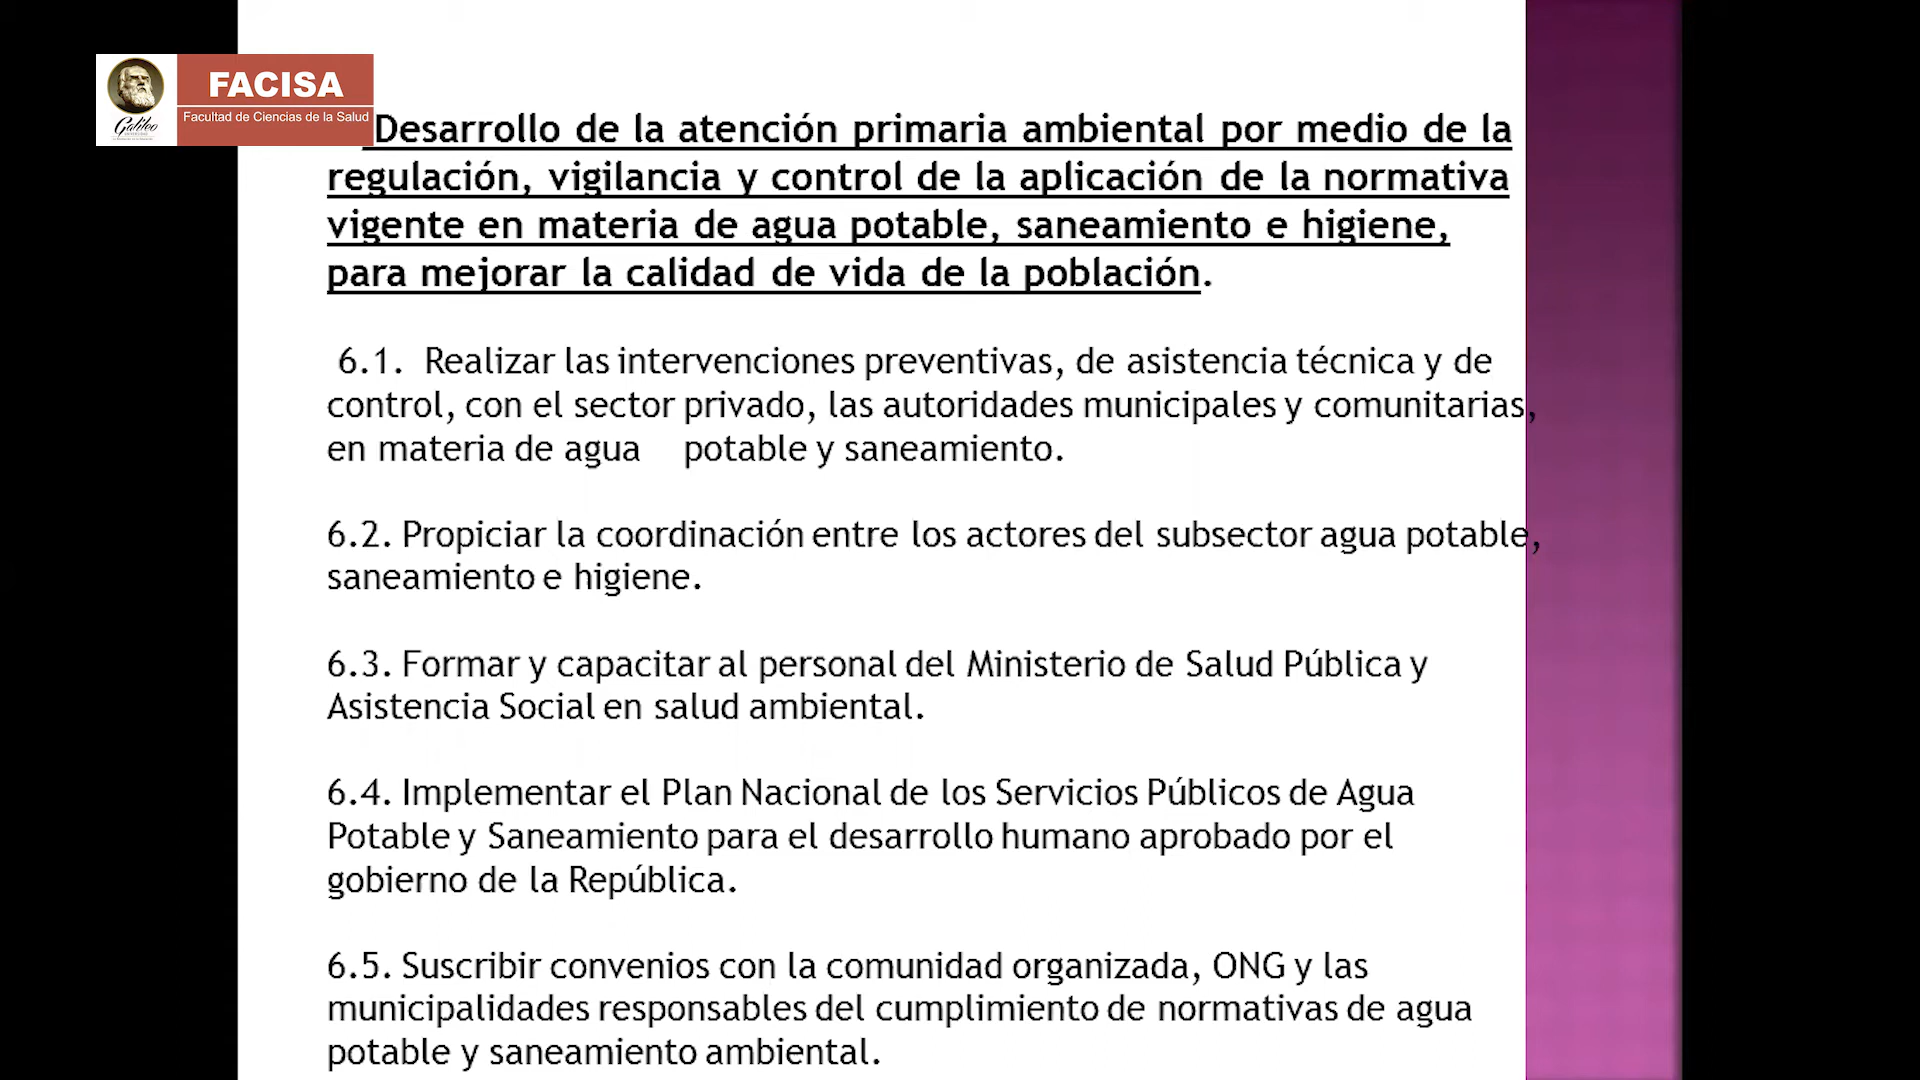 FACISA
Galileo
Facultad de Ciencias de la Salud
Desarrollo de la atención primaria ambiental por medio de la
regulación, vigilancia y control de la aplicación de la normativa
vigente en materia de agua potable, saneamiento e higiene,
para mejorar la calidad de vida de la población.
6.1. Realizar las intervenciones preventivas, de asistencia técnica y de
control, con el sector privado, las autoridades municipales y comunitarias,
en materia de agua potable y saneamiento.
6.2. Propiciar la coordinación entre los actores del subsector agua potable,
saneamiento e higiene.
6.3. Formar y capacitar al personal del Ministerio de Salud Pública y
Asistencia Social en salud ambiental.
6.4. Implementar el Plan Nacional de los Servicios Públicos de Agua
Potable y Saneamiento para el desarrollo humano aprobado por el
gobierno de la República.
6.5. Suscribir convenios con la comunidad organizada, ONG y las
municipalidades responsables del cumplimiento de normativas de agua
potable y saneamiento ambiental.